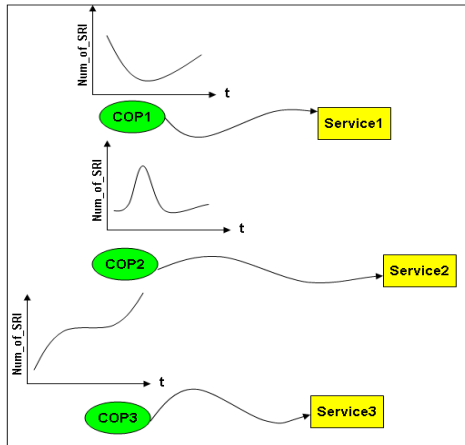 Num_of_SRI
t
COP1
Service1
Num_of_SRI
t
COP2
Service2
Num_of_SRI
t
COP3
Service3